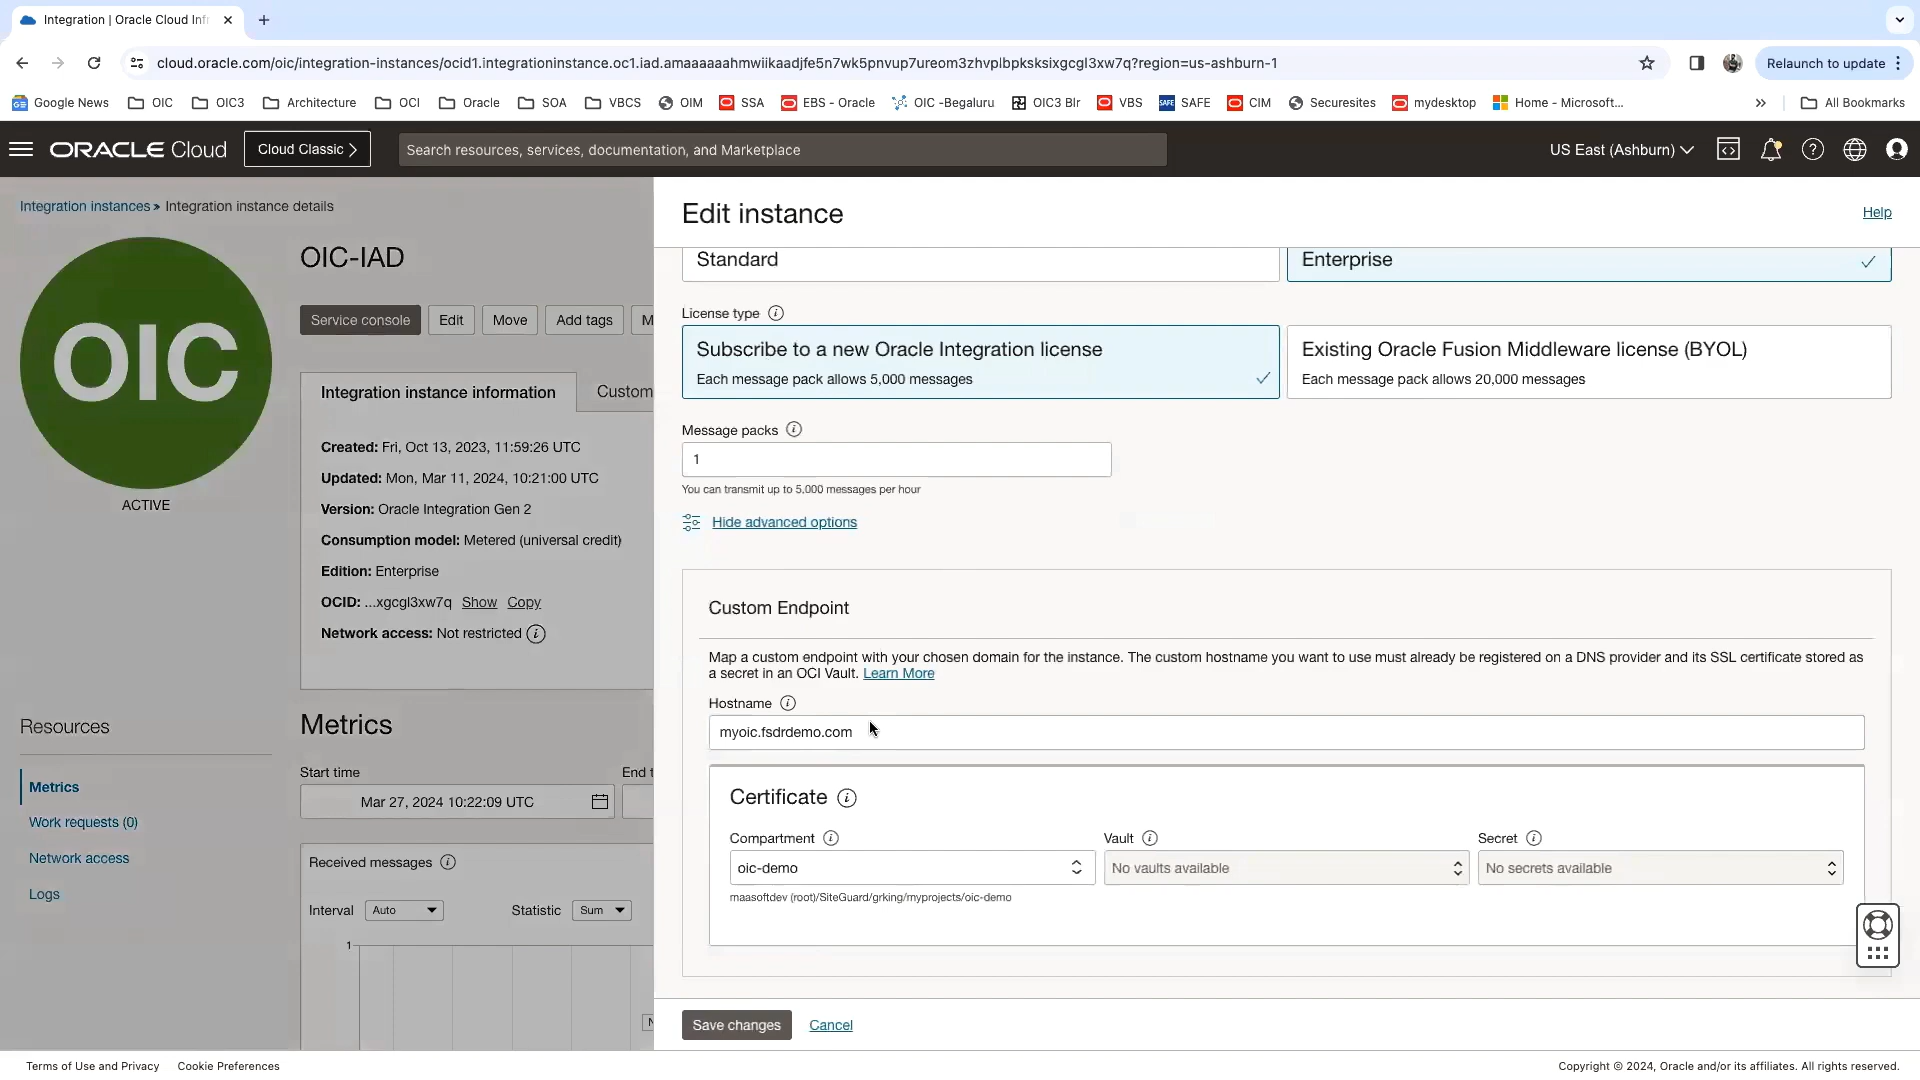 Integration | Oracle Cloud Inf
cloud.oracle.com/oic/integration-instances/ocid1.integrationinstance.oc1.iad.amaaaaaahmwiikaadjfe5n7wk5pnvup7ureom3zhvplbpksksixgcgl3xw7q?region=us-ashburn-1
Relaunch to update
Google News OIC OIC3 Architecture OCI Oracle SOA VBCS OIM SSA EBS - Oracle OIC -Begaluru OIC3 Blr VBS SAFE SAFE CIM Securesites mydesktop Home - Microsoft... » All Bookmarks
ORACLE Cloud Cloud Classic Search resources, services, documentation, and Marketplace US East (Ashburn)
Integration instances » Integration instance details
OIC
ACTIVE
OIC-IAD
Service console Edit Move Add tags M
Integration instance information Custom
Created: Fri, Oct 13, 2023, 11:59:26 UTC
Updated: Mon, Mar 11, 2024, 10:21:00 UTC
Version: Oracle Integration Gen 2
Consumption model: Metered (universal credit)
Edition: Enterprise
OCID: ...xgcgl3xw7q Show Copy
Network access: Not restricted
Resources
Metrics
Work requests (0)
Network access
Logs
Metrics
Start time End t
Mar 27, 2024 10:22:09 UTC
Received messages
Interval Auto Statistic Sum
1
N
Edit instance Help
Standard Enterprise
License type
Subscribe to a new Oracle Integration license
Each message pack allows 5,000 messages
Existing Oracle Fusion Middleware license (BYOL)
Each message pack allows 20,000 messages
Message packs
1
You can transmit up to 5,000 messages per hour
Hide advanced options
Custom Endpoint
Map a custom endpoint with your chosen domain for the instance. The custom hostname you want to use must already be registered on a DNS provider and its SSL certificate stored as
a secret in an OCI Vault. Learn More
Hostname
myoic.fsdrdemo.com
Certificate
Compartment Vault Secret
oic-demo No vaults available No secrets available
maasoftdev (root)/SiteGuard/grking/myprojects/oic-demo
Save changes Cancel
Terms of Use and Privacy Cookie Preferences Copyright © 2024, Oracle and/or its affiliates. All rights reserved.